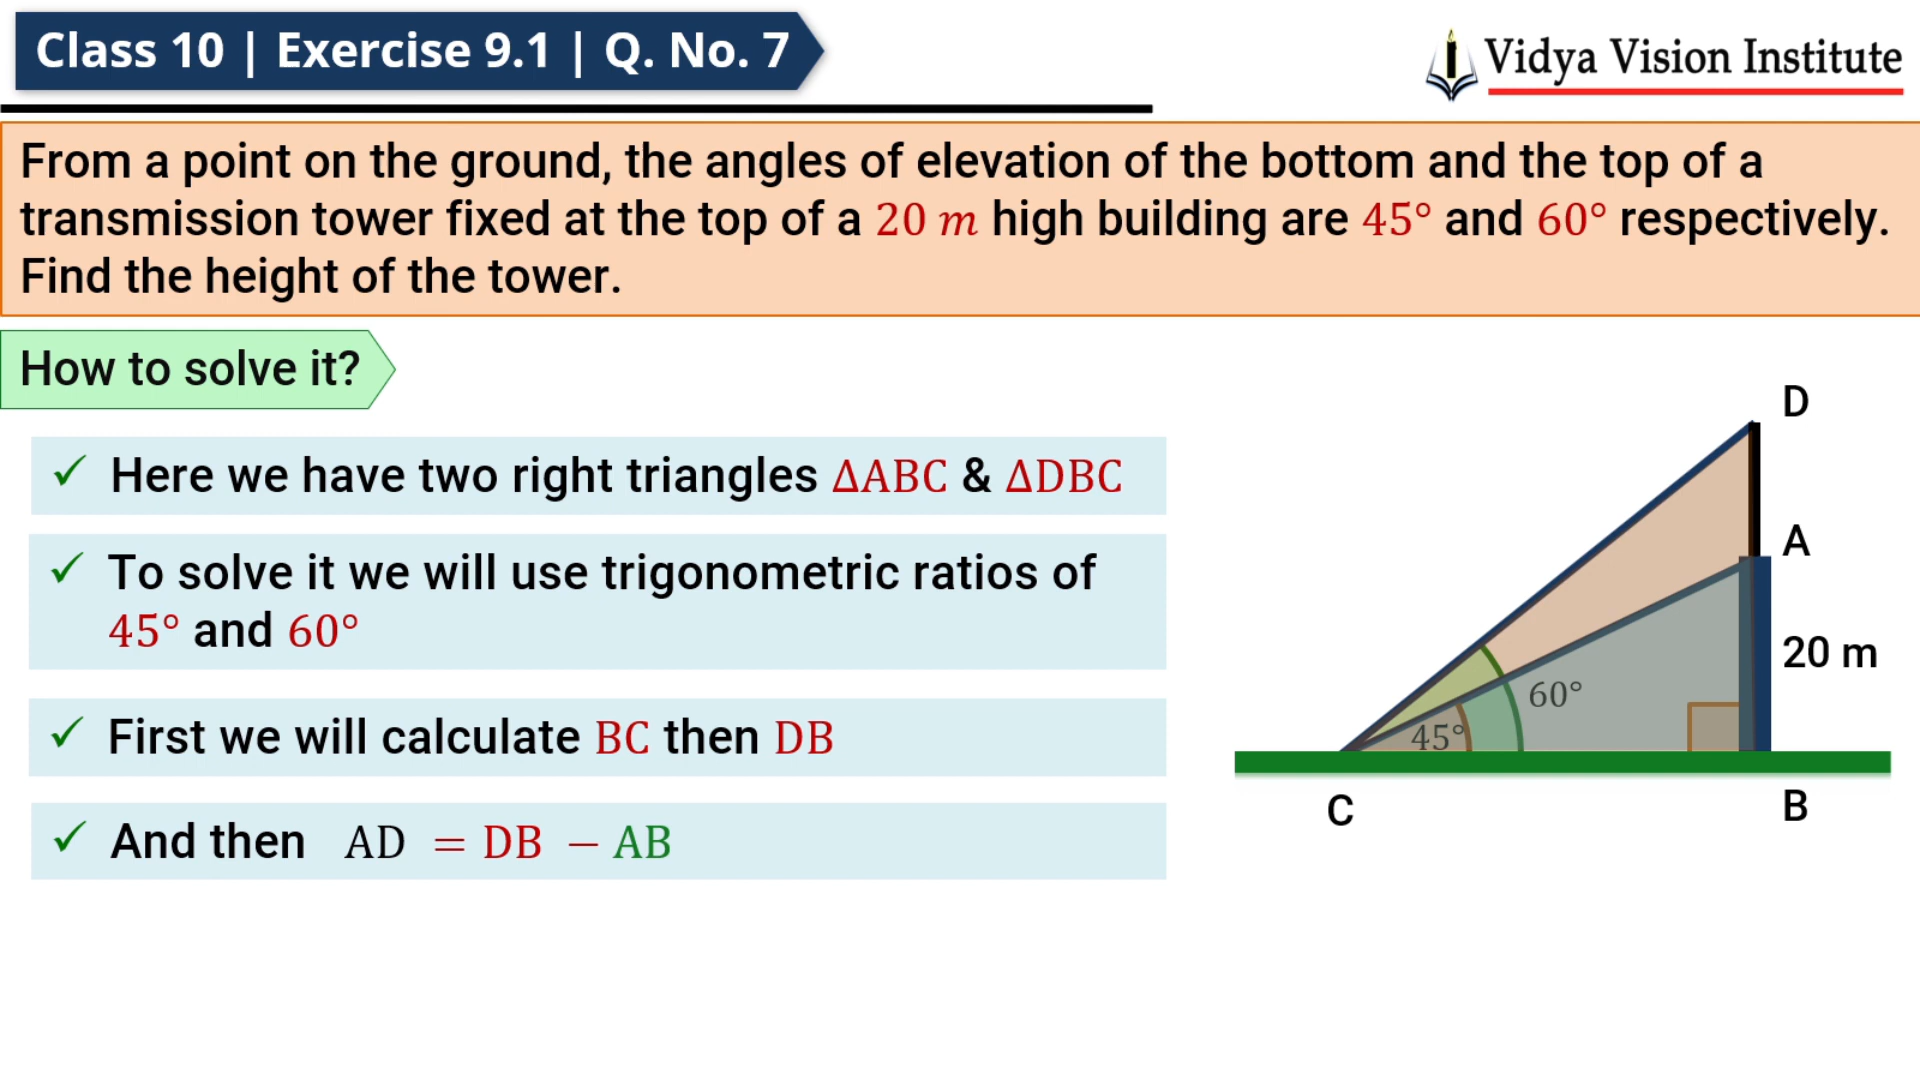 Class 10 | Exercise 9.1 | Q. No. 7
Vidya Vision Institute
From a point on the ground, the angles of elevation of the bottom and the top of a
transmission tower fixed at the top of a 20 m high building are 45° and 60° respectively.
Find the height of the tower.
How to solve it?
✓ Here we have two right triangles ΔABC & ΔDBC
✓ To solve it we will use trigonometric ratios of
45° and 60°
✓ First we will calculate BC then DB
✓ And then AD = DB − AB
D
A
20 m
60°
45°
C
B